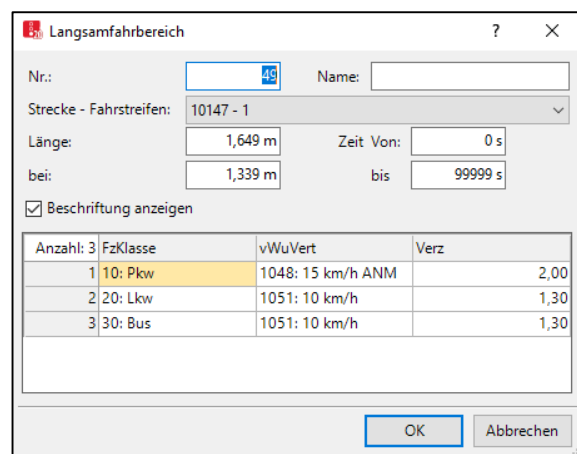 Langsamfahrbereich ? ×
Nr.: 49 Name:
Strecke - Fahrstreifen: 10147 - 1
Länge: 1,649 m Zeit Von: 0 s
bei: 1,339 m bis 99999 s
Beschriftung anzeigen
Anzahl: 3 FzKlasse vWuVert Verz
1 10: Pkw 1048: 15 km/h ANM 2,00
2 20: Lkw 1051: 10 km/h 1,30
3 30: Bus 1051: 10 km/h 1,30
OK Abbrechen